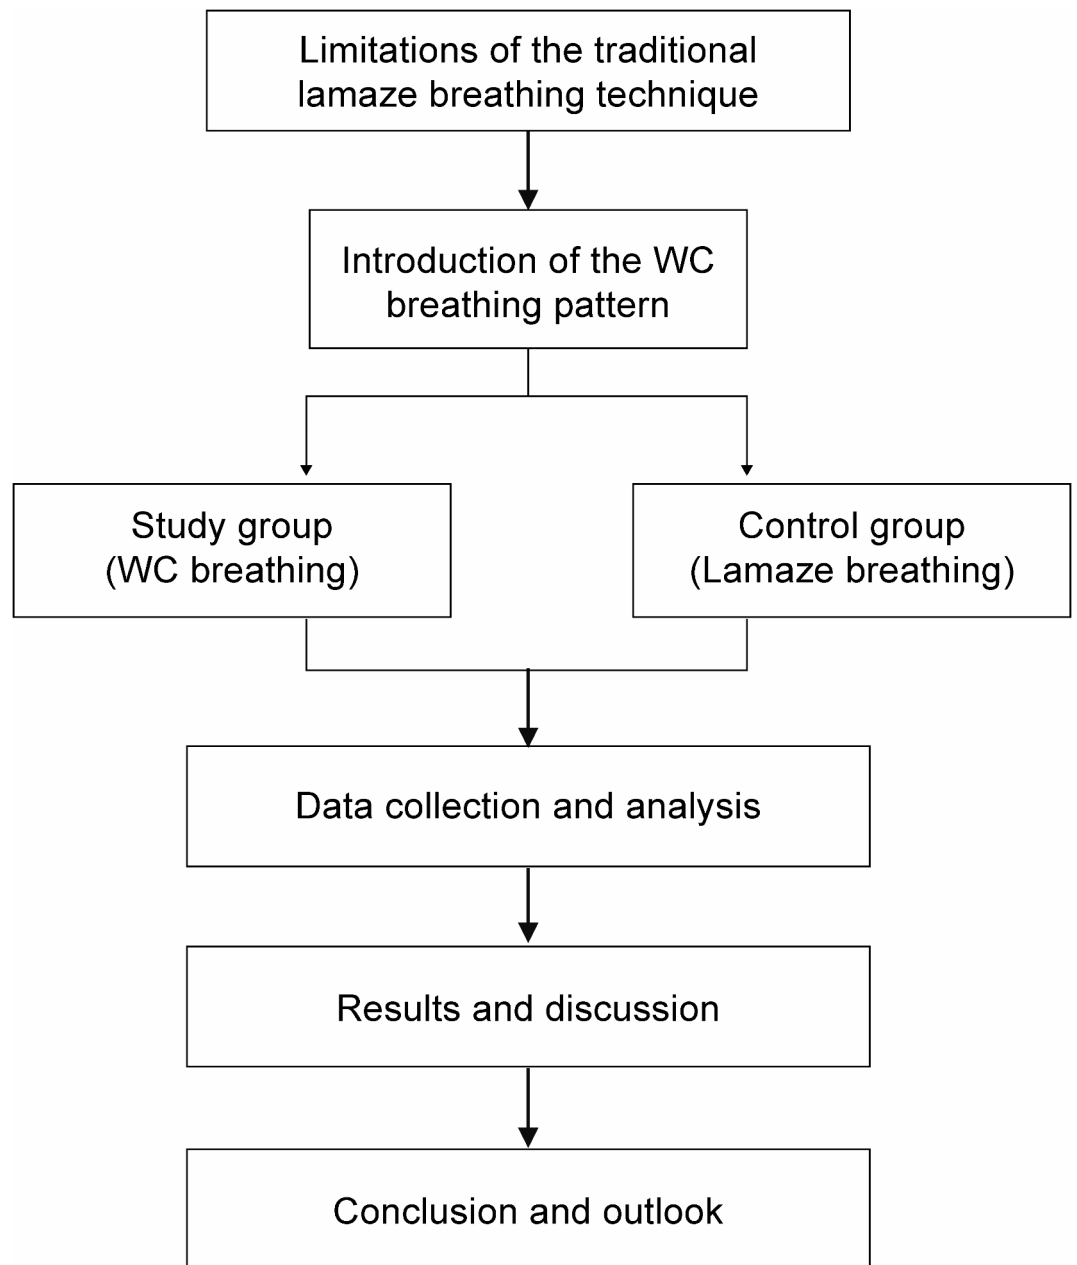 Limitations of the traditional
lamaze breathing technique
Introduction of the WC
breathing pattern
Study group
(WC breathing)
Control group
(Lamaze breathing)
Data collection and analysis
Results and discussion
Conclusion and outlook